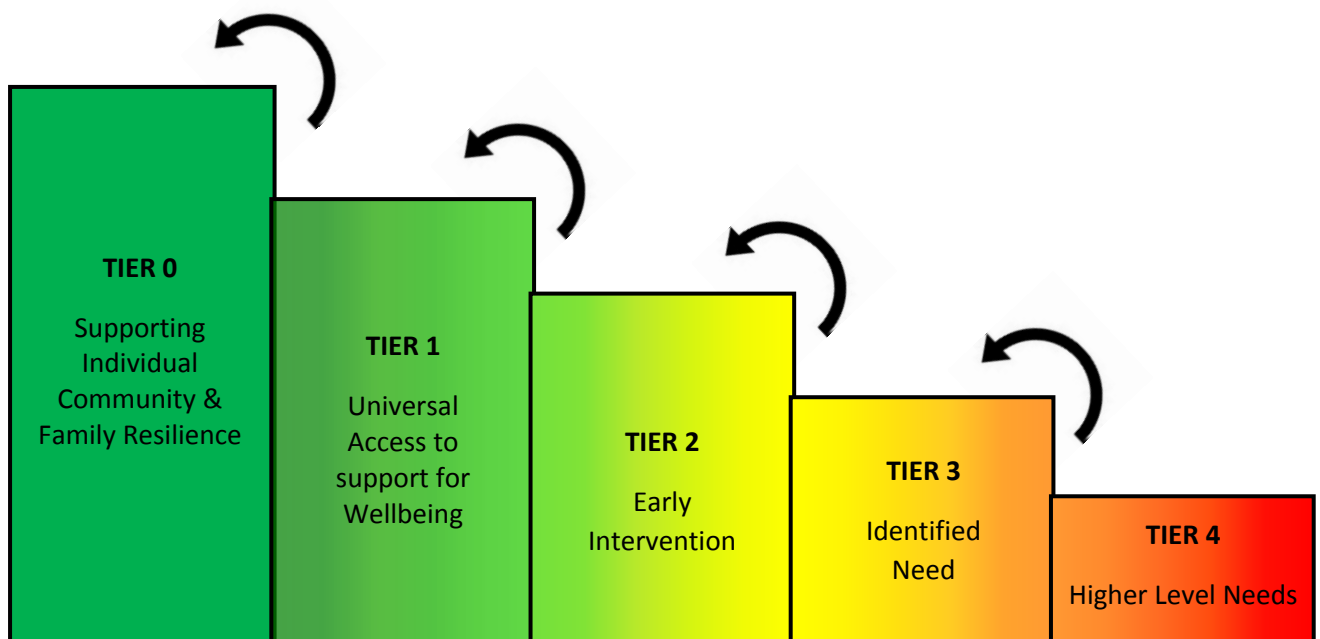 TIER 0
Supporting
Individual
Community &
Family Resilience
TIER 1
Universal
Access to
support for
Wellbeing
TIER 2
Early
Intervention
TIER 3
Identified
Need
TIER 4
Higher Level Needs